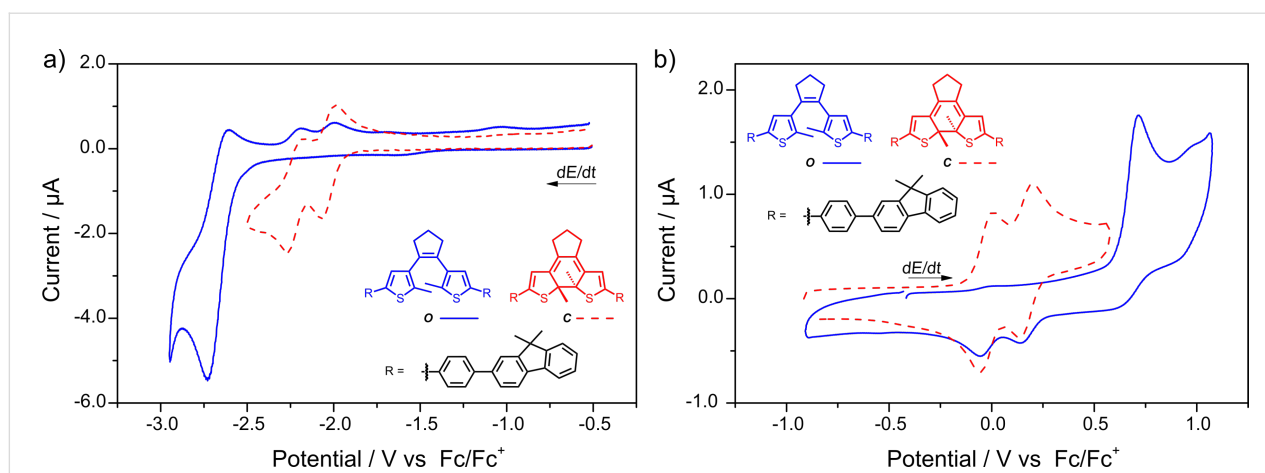 a)
2.0
0.0
-2.0
-4.0
-6.0
Current / µA
-3.0 -2.5 -2.0 -1.5 -1.0 -0.5
Potential / V vs Fc/Fc+
dE/dt
R S S R
O
R S S R
C
R =
b)
2.0
1.0
0.0
-1.0
Current / µA
-1.0 -0.5 0.0 0.5 1.0
Potential / V vs Fc/Fc+
R S S R
O
R S S R
C
R =
dE/dt